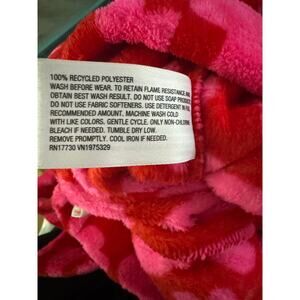 100% RECYCLED POLYESTER
WASH BEFORE WEAR. TO RETAIN FLAME RESISTANCE AND
OBTAIN BEST WASH RESULT. DO NOT USE SOAP PRODUCT
DO NOT USE FABRIC SOFTENERS. USE DETERGENT IN FULL
RECOMMENDED AMOUNT. MACHINE WASH COLD
WITH LIKE COLORS. GENTLE CYCLE. ONLY NON-CHLORINE
BLEACH IF NEEDED. TUMBLE DRY LOW.
REMOVE PROMPTLY. COOL IRON IF NEEDED.
RN17730 VN1975329